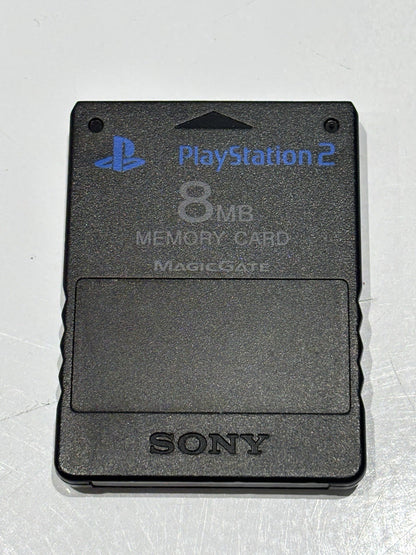 PlayStation 2
8MB
MEMORY CARD
MAGICGATE
SONY